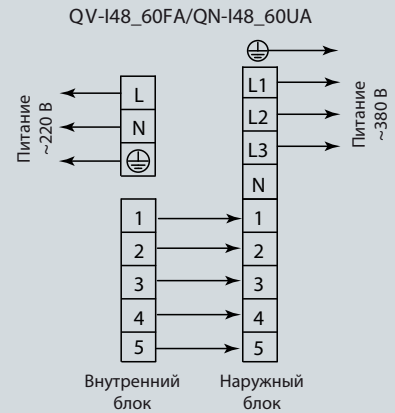 QV-I48_60FA/QN-I48_60UA
Питание
~220 В
L
N
L1
L2
L3
N
Питание
~380 В
1
2
3
4
5
1
2
3
4
5
Внутренний
блок
Наружный
блок